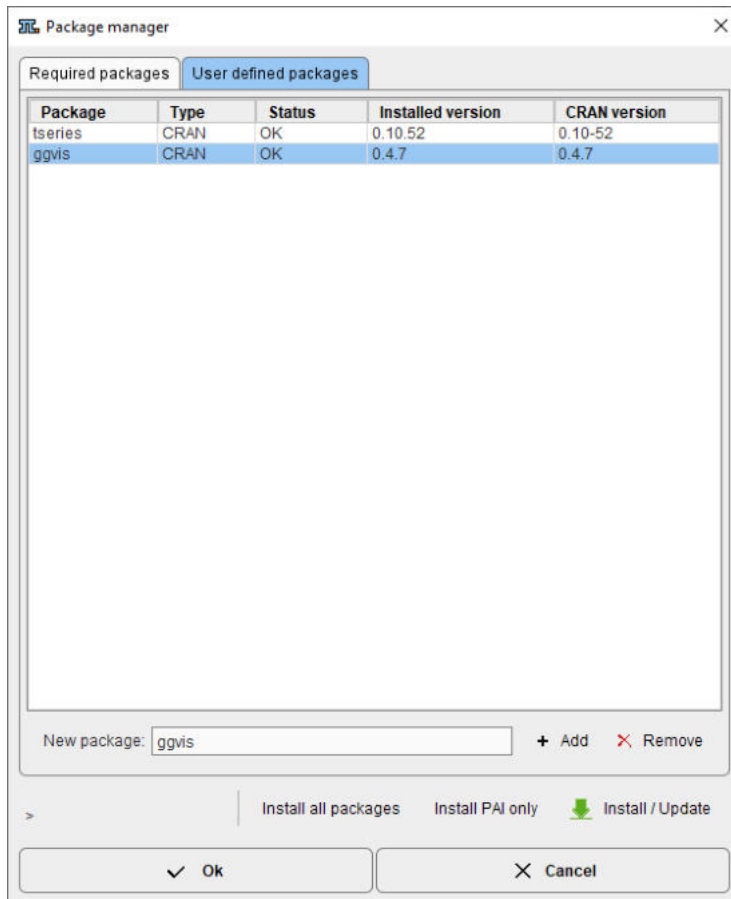 Package manager
Required packages User defined packages
Package Type Status Installed version CRAN version
tseries CRAN OK 0.10.52 0.10-52
ggvis CRAN OK 0.4.7 0.4.7
New package: ggvis + Add Remove
> Install all packages Install PAI only Install / Update
Ok Cancel